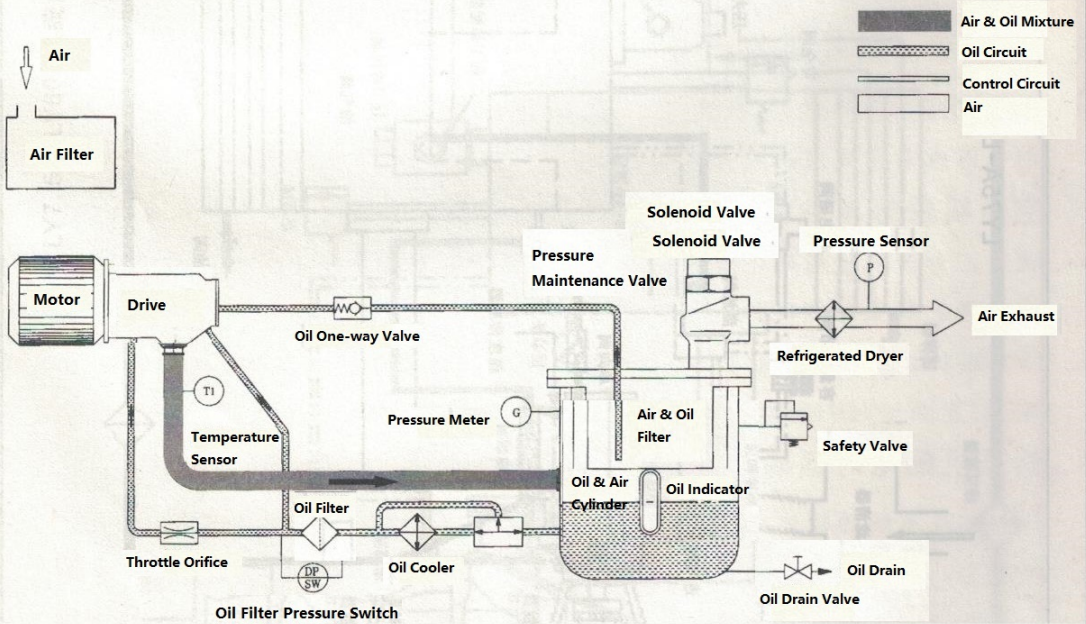 Air & Oil Mixture
Air
Oil Circuit
Control Circuit
Air
Air Filter
Solenoid Valve
Solenoid Valve
Pressure Sensor
Pressure
Maintenance Valve
P
Motor
Drive
Air Exhaust
Oil One-way Valve
Refrigerated Dryer
T1
Pressure Meter
G
Air & Oil
Filter
Temperature
Sensor
Safety Valve
Oil & Air
Cylinder
Oil Indicator
Oil Filter
Throttle Orifice
Oil Cooler
DP
SW
Oil Drain
Oil Drain Valve
Oil Filter Pressure Switch